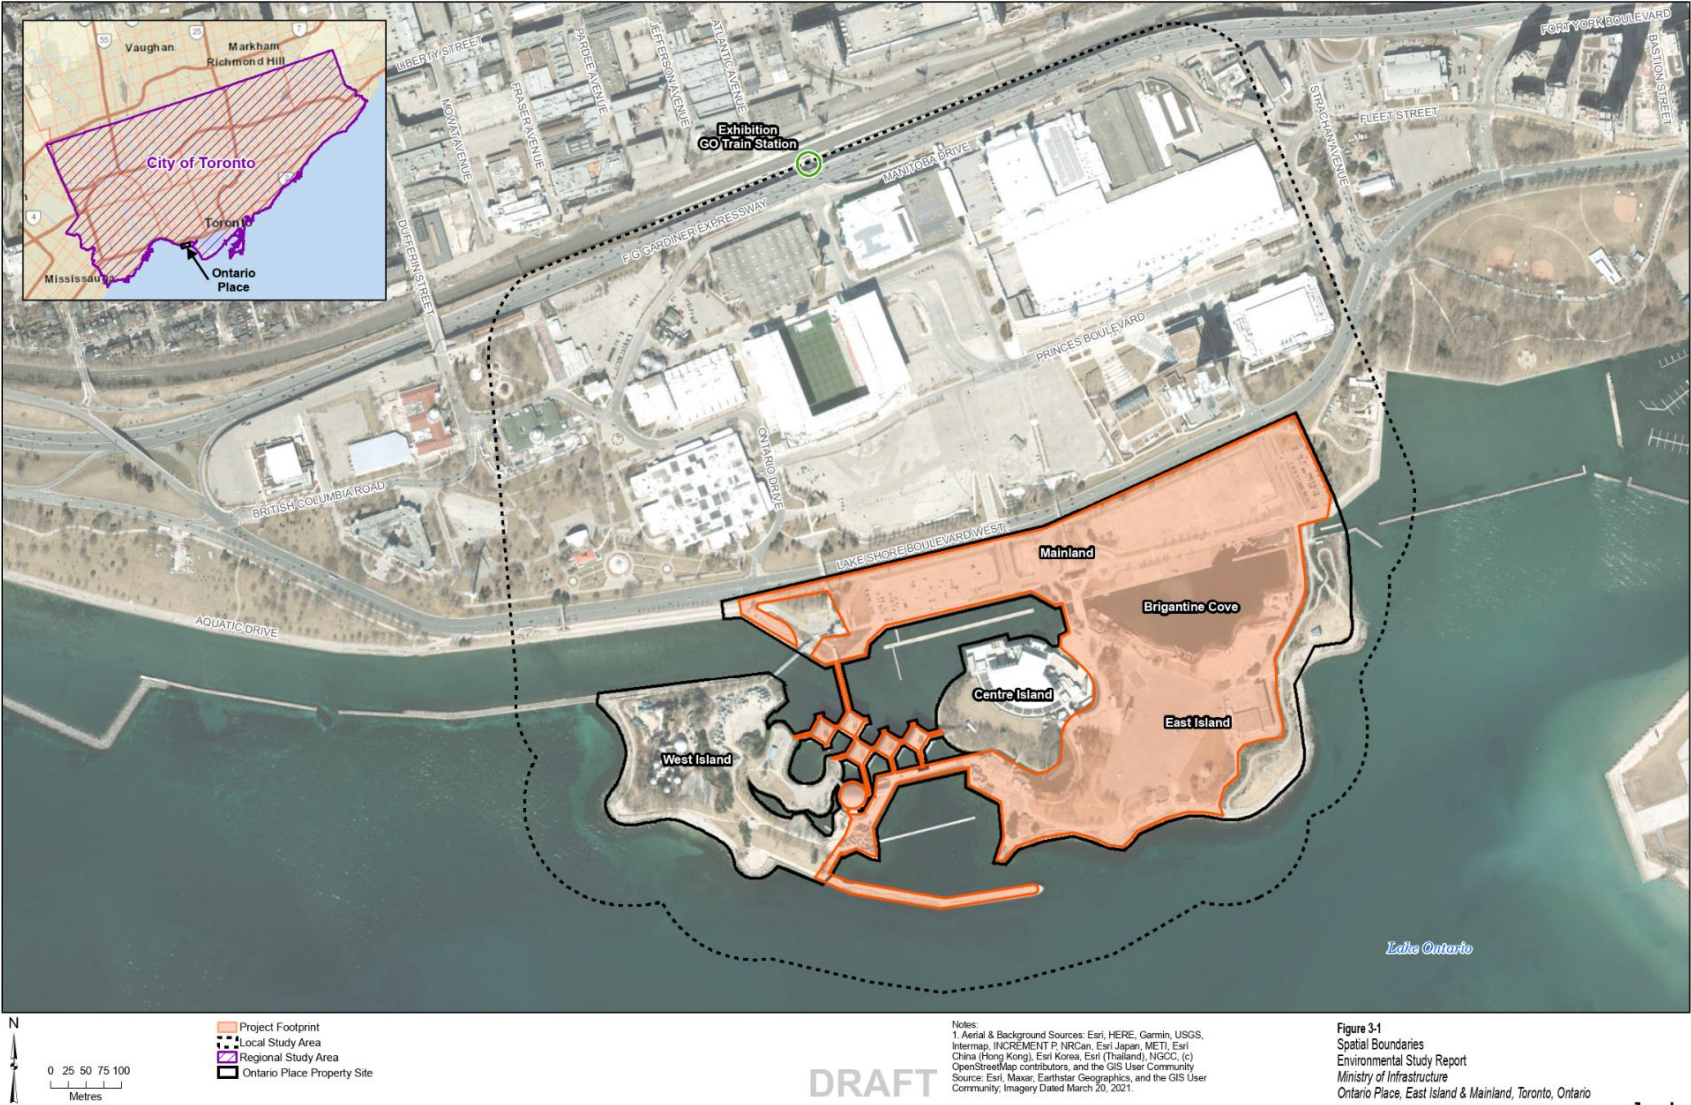 55
Vaughan
25
Markham
7
Richmond Hill
City of Toronto
2
4
Toronto
Mississauga
Ontario
Place
LIBERTY STREET
MOWAT AVENUE
FRASER AVENUE
PARDEE AVENUE
JEFFERSON AVENUE
ATLANTIC AVENUE
FORT YORK BOULEVARD
BASTION STREET
FLEET STREET
STRACHAN AVENUE
Exhibition
GO Train Station
MANITOBA DRIVE
F G GARDINER EXPRESSWAY
DUFFERIN STREET
PRINCES BOULEVARD
ONTARIO DRIVE
BRITISH COLUMBIA ROAD
LAKE SHORE BOULEVARD WEST
AQUATIC DRIVE
Mainland
Brigantine Cove
Centre Island
East Island
West Island
Lake Ontario
N
0 25 50 75 100
Metres
Project Footprint
Local Study Area
Regional Study Area
Ontario Place Property Site
DRAFT
Notes:
1. Aerial & Background Sources: Esri, HERE, Garmin, USGS,
Intermap, INCREMENT P, NRCan, Esri Japan, METI, Esri
China (Hong Kong), Esri Korea, Esri (Thailand), NGCC, (c)
OpenStreetMap contributors, and the GIS User Community
Source: Esri, Maxar, Earthstar Geographics, and the GIS User
Community; Imagery Dated March 20, 2021.
Figure 3-1
Spatial Boundaries
Environmental Study Report
Ministry of Infrastructure
Ontario Place, East Island & Mainland, Toronto, Ontario